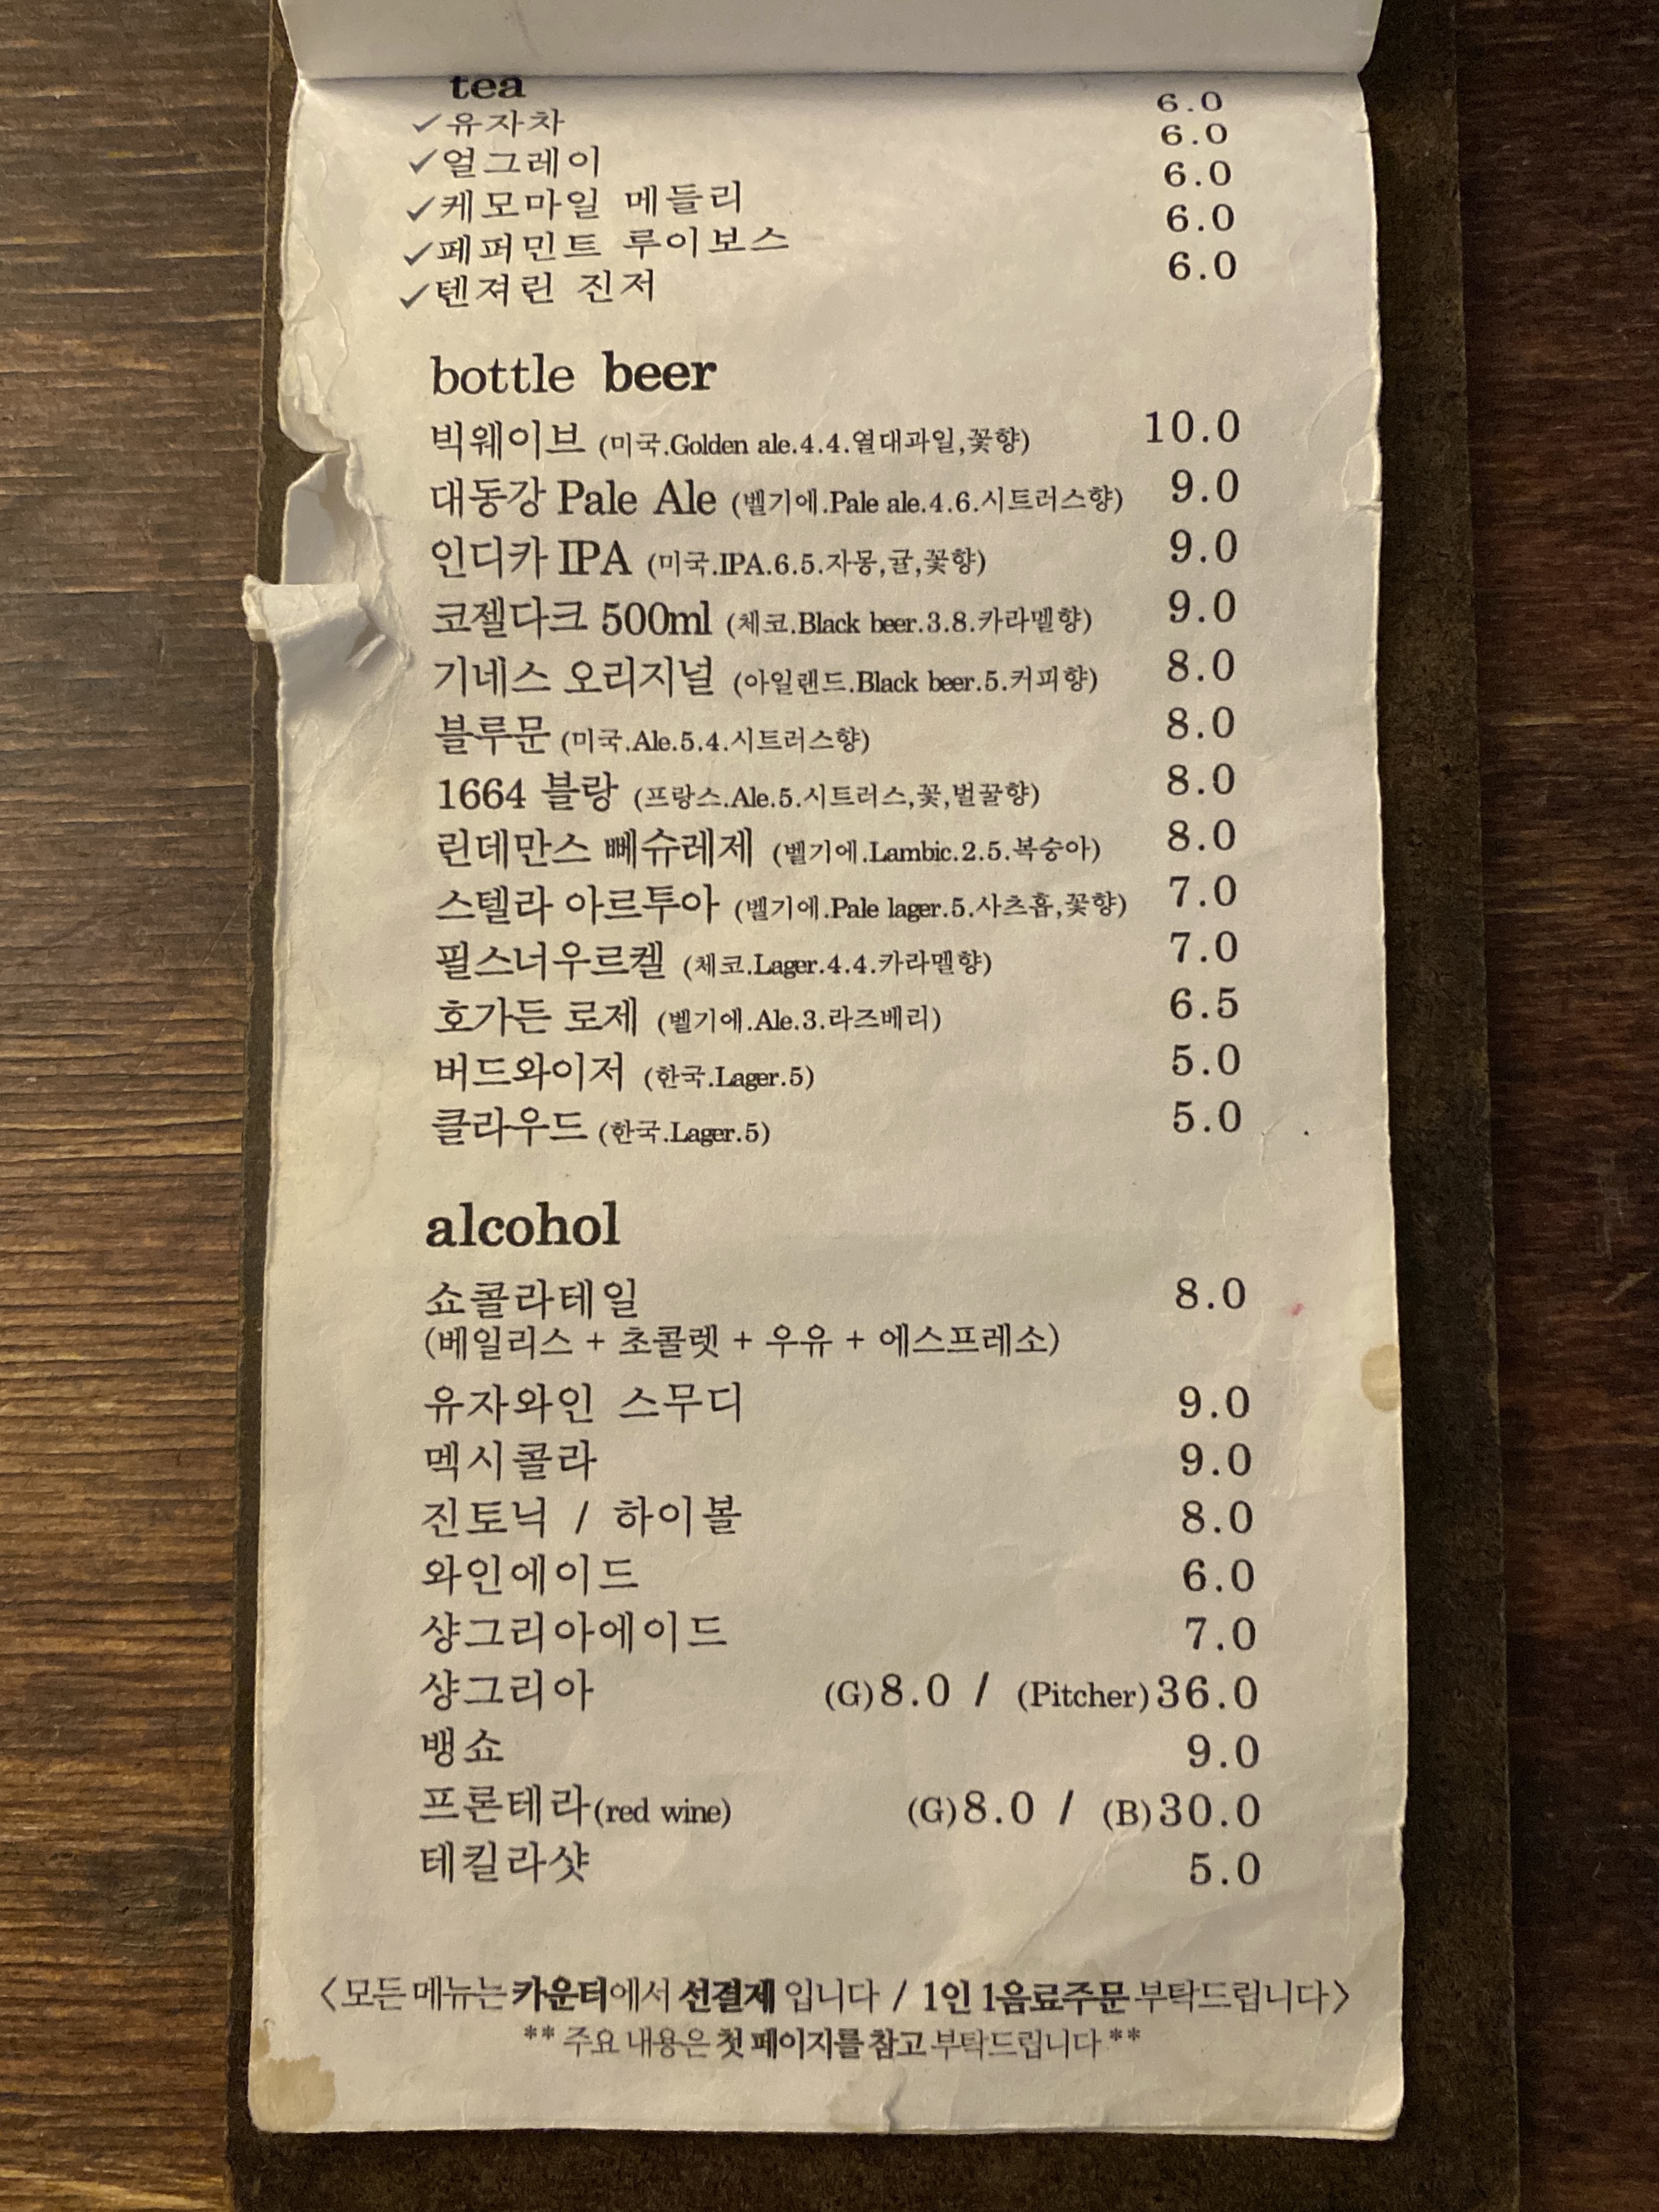 tea
✓유자차 6.0
✓얼그레이 6.0
✓케모마일 메들리 6.0
✓페퍼민트 루이보스 6.0
✓텐져린 진저 6.0
bottle beer
빅웨이브 (미국.Golden ale.4.4.열대과일,꽃향) 10.0
대동강 Pale Ale (벨기에.Pale ale.4.6.시트러스향) 9.0
인디카 IPA (미국.IPA.6.5.자몽,귤,꽃향) 9.0
코젤다크 500ml (체코.Black beer.3.8.카라멜향) 9.0
기네스 오리지널 (아일랜드.Black beer.5.커피향) 8.0
블루문 (미국.Ale.5.4.시트러스향) 8.0
1664 블랑 (프랑스.Ale.5.시트러스,꽃,벌꿀향) 8.0
린데만스 뻬슈레제 (벨기에.Lambic.2.5.복숭아) 8.0
스텔라 아르투아 (벨기에.Pale lager.5.사츠홉,꽃향) 7.0
필스너우르켈 (체코.Lager.4.4.카라멜향) 7.0
호가든 로제 (벨기에.Ale.3.라즈베리) 6.5
버드와이저 (한국.Lager.5) 5.0
클라우드 (한국.Lager.5) 5.0
alcohol
쇼콜라테일 8.0
(베일리스 + 초콜렛 + 우유 + 에스프레소)
유자와인 스무디 9.0
멕시콜라 9.0
진토닉 / 하이볼 8.0
와인에이드 6.0
샹그리아에이드 7.0
샹그리아 (G)8.0 / (Pitcher)36.0
뱅쇼 9.0
프론테라(red wine) (G)8.0 / (B)30.0
테킬라샷 5.0
<모든 메뉴는 카운터에서 선결제 입니다 / 1인 1음료주문 부탁드립니다>
** 주요 내용은 첫 페이지를 참고 부탁드립니다 **